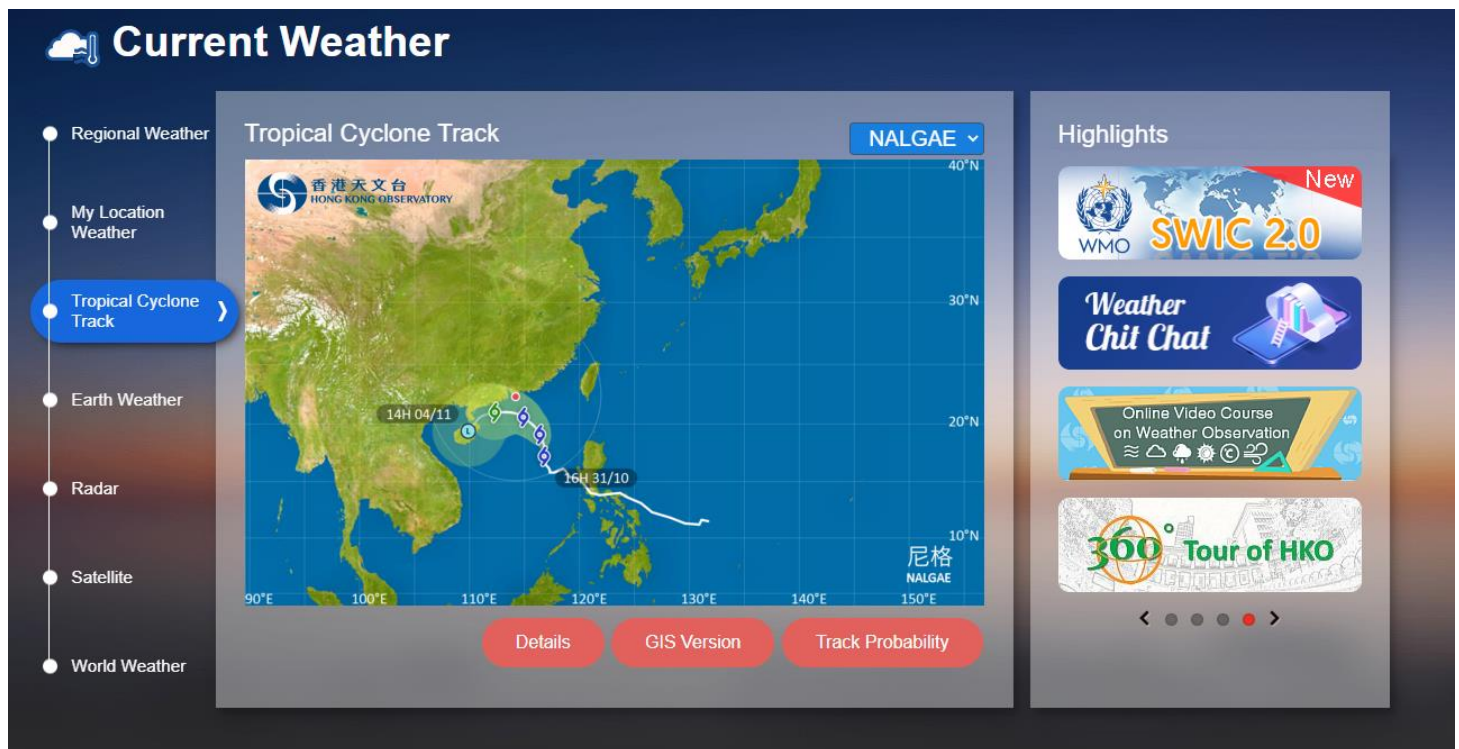 Current Weather
Regional Weather
My Location
Weather
Tropical Cyclone
Track
Earth Weather
Radar
Satellite
World Weather
Tropical Cyclone Track
NALGAE
香港天文台
HONG KONG OBSERVATORY
40°N
30°N
20°N
10°N
14H 04/11
L
16H 31/10
尼格
NALGAE
90°E
100°E
110°E
120°E
130°E
140°E
150°E
Details
GIS Version
Track Probability
Highlights
New
WMO
SWIC 2.0
Weather
Chit Chat
Online Video Course
on Weather Observation
360° Tour of HKO